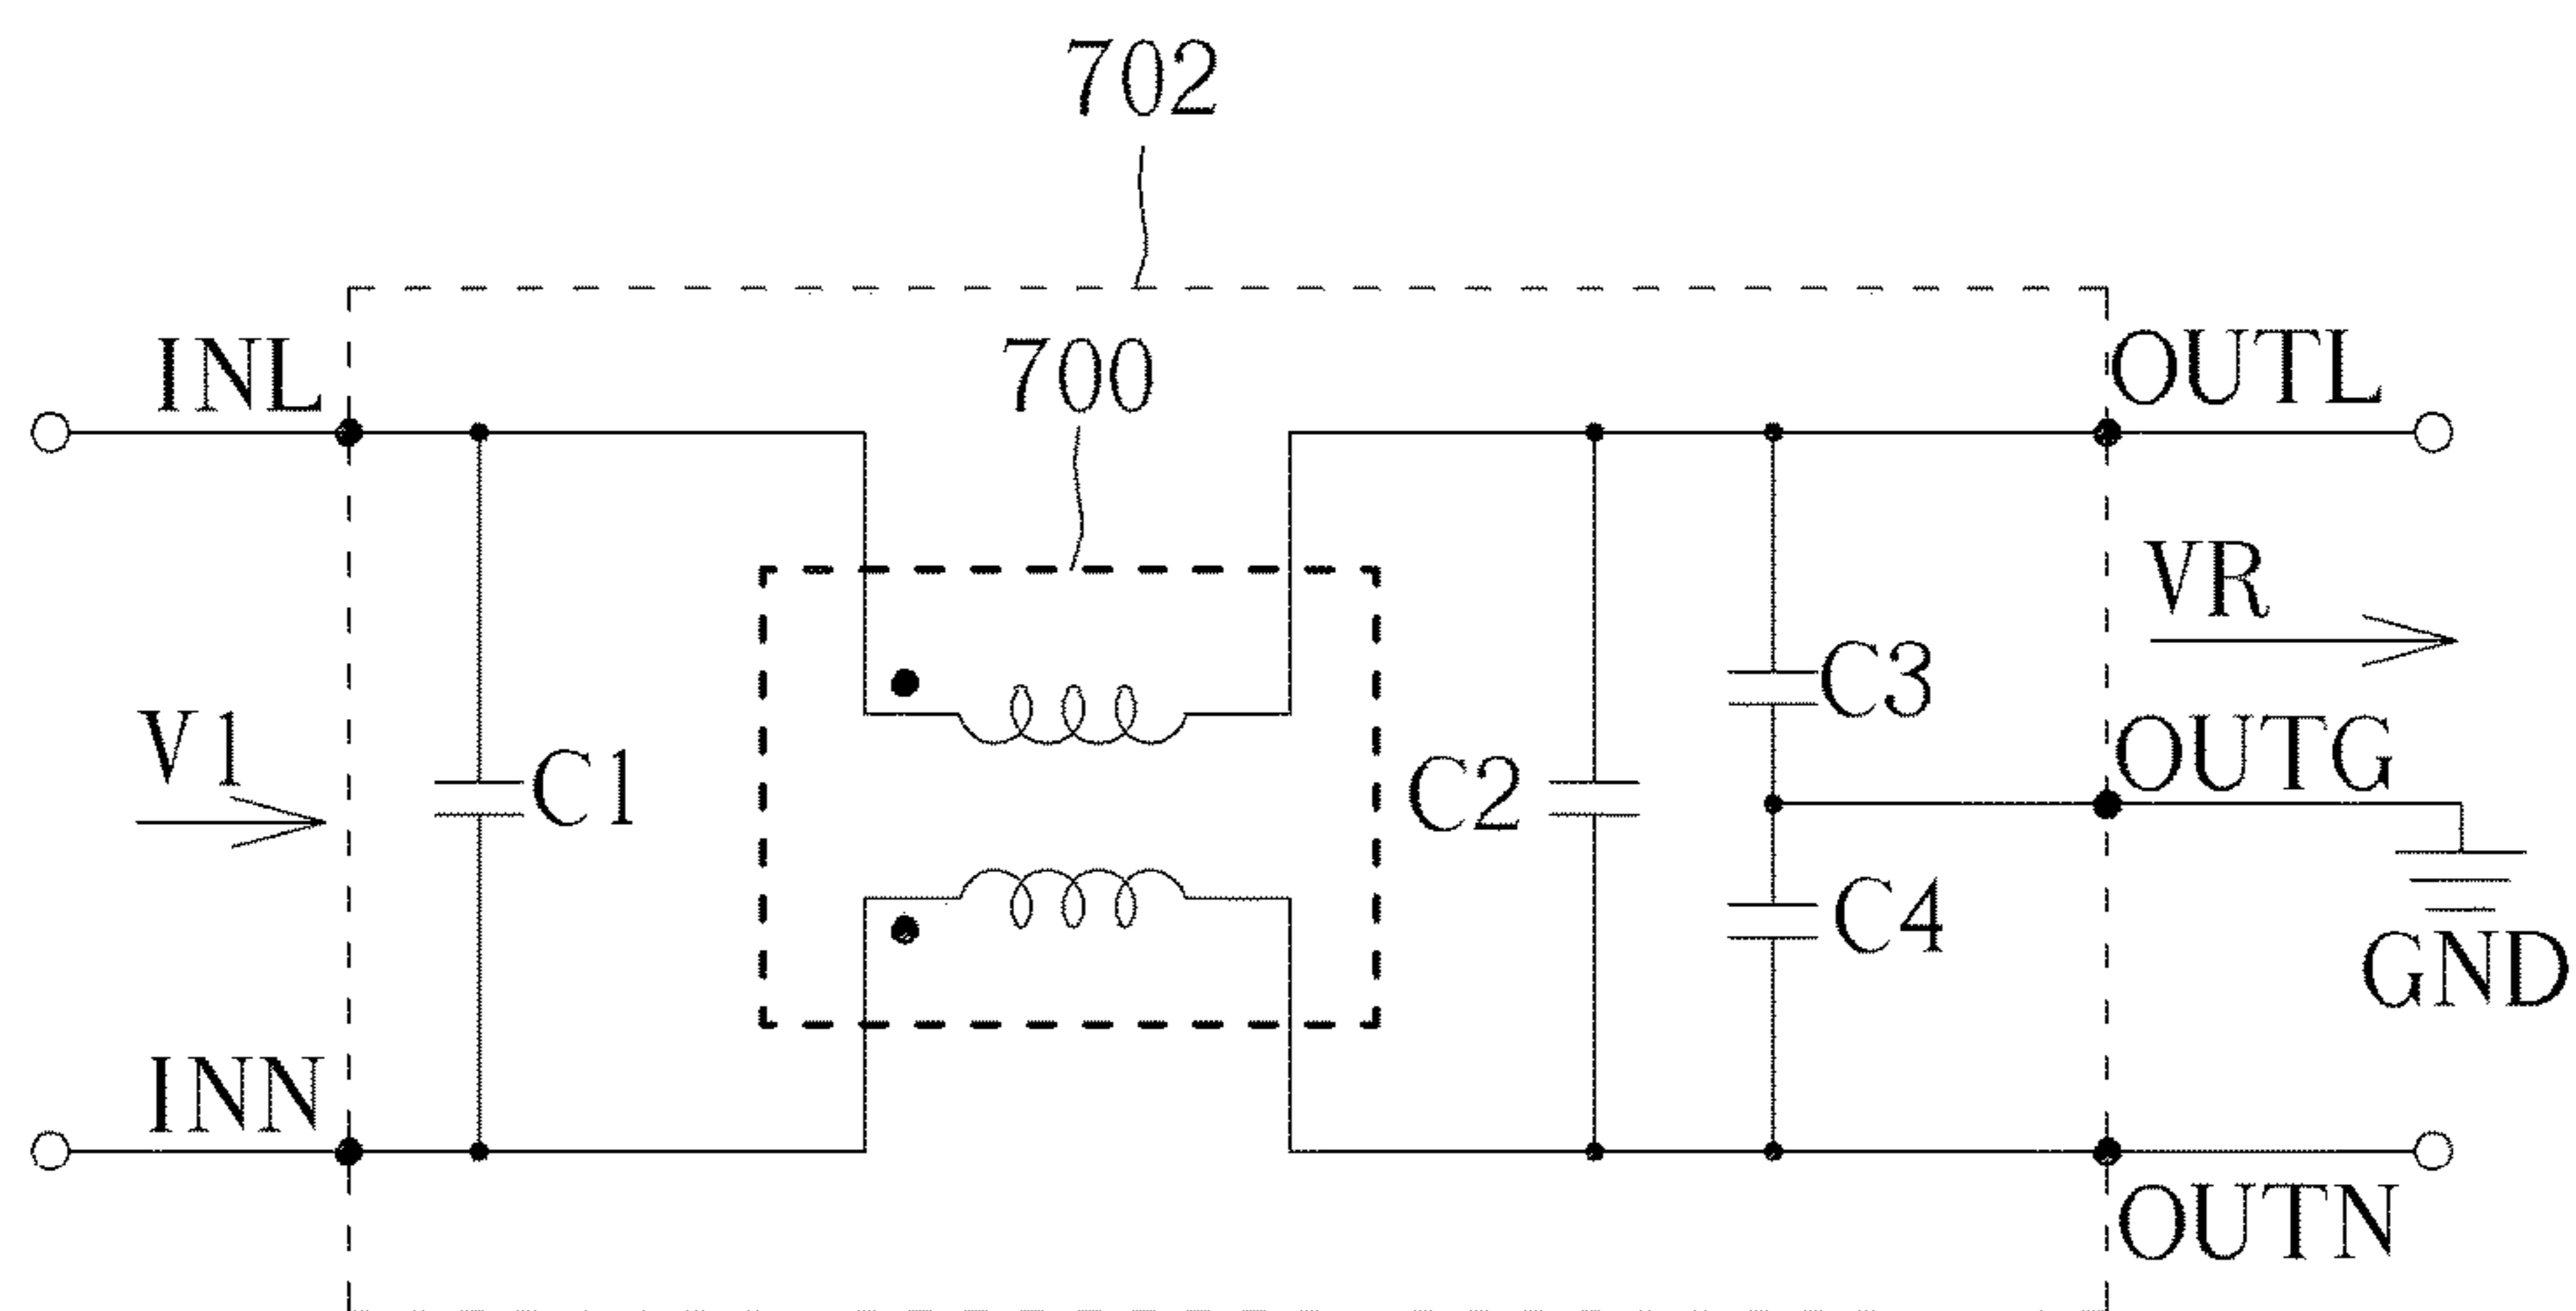 702
700
INL
OUTL
VR
C3
V1
C1
C2
OUTG
C4
GND
INN
OUTN